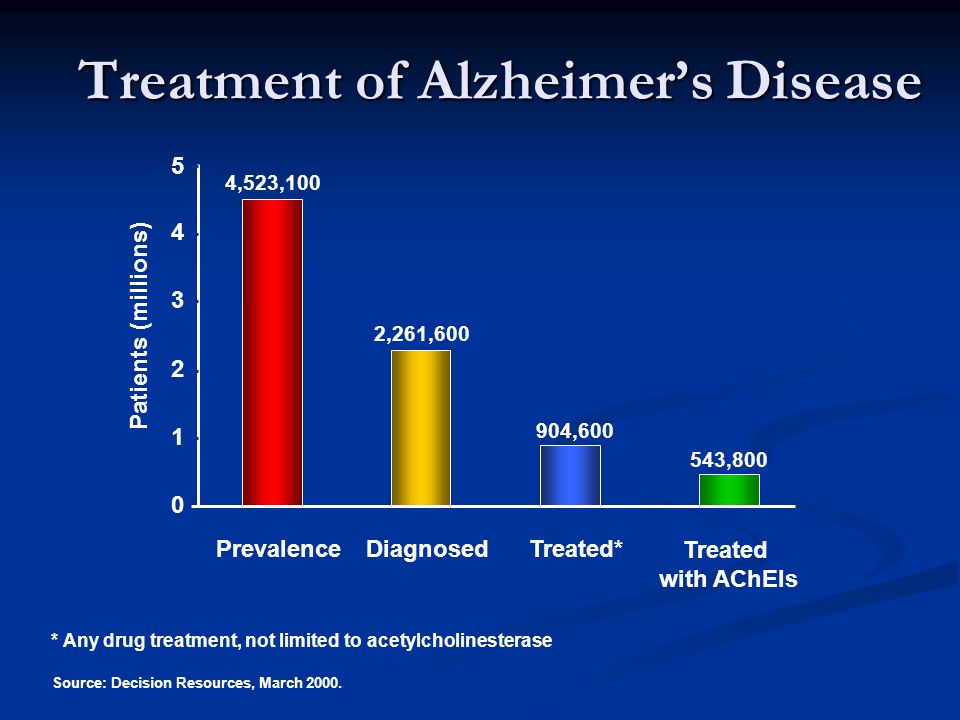 Treatment of Alzheimer’s Disease
Patients (millions)
5
4
3
2
1
0
4,523,100
2,261,600
904,600
543,800
Prevalence
Diagnosed
Treated*
Treated
with AChEIs
* Any drug treatment, not limited to acetylcholinesterase
Source: Decision Resources, March 2000.